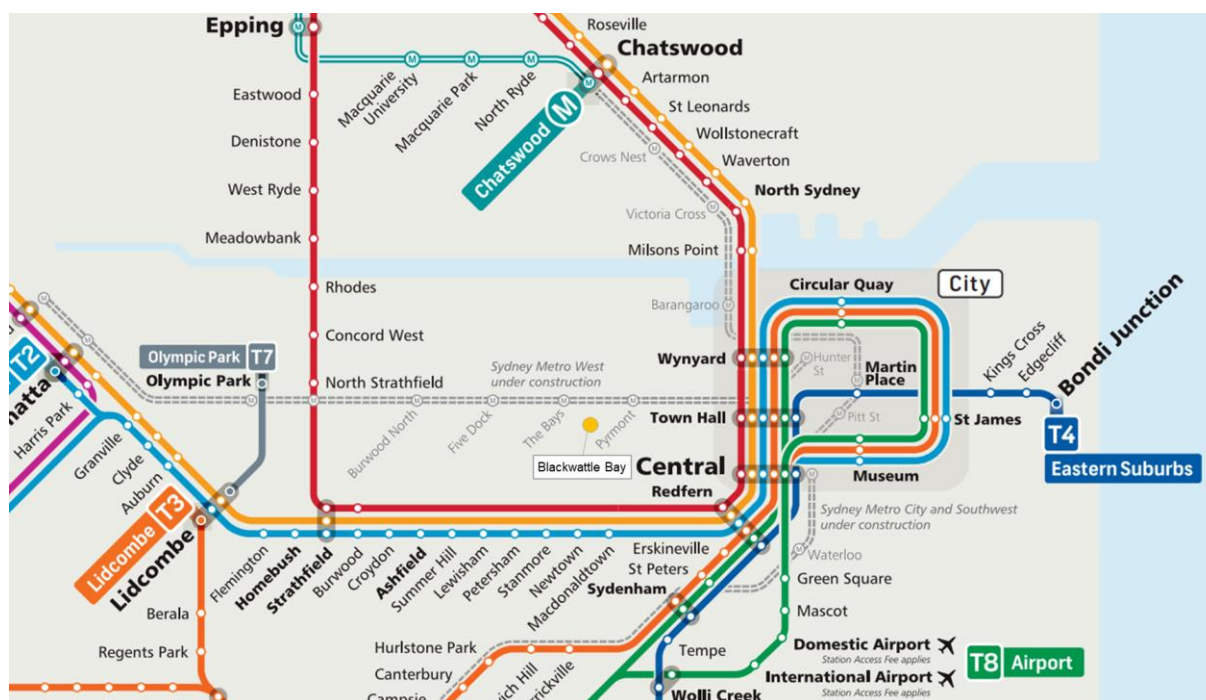 Epping
Roseville
Chatswood
Macquarie
University
Macquarie Park
North Ryde
Chatswood M
Artarmon
St Leonards
Wollstonecraft
Waverton
North Sydney
Eastwood
Denistone
West Ryde
Meadowbank
Rhodes
Concord West
North Strathfield
Crows Nest
Victoria Cross
Milsons Point
Barangaroo
Circular Quay
City
Wynyard
Hunter
St
Martin
Place
Kings Cross
Edgecliff
Bondi Junction
T4
Eastern Suburbs
Olympic Park T7
Olympic Park
T2
Harris Park
Granville
Clyde
Auburn
Sydney Metro West
under construction
Burwood North
Five Dock
The Bays
Pyrmont
Blackwattle Bay
Town Hall
Pitt St
St James
Central
Museum
Redfern
Sydney Metro City and Southwest
under construction
Waterloo
Lidcombe T3
Lidcombe
Flemington
Homebush
Strathfield
Burwood
Croydon
Ashfield
Summer Hill
Lewisham
Petersham
Stanmore
Newtown
Macdonaldtown
Erskineville
St Peters
Sydenham
Green Square
Mascot
Berala
Regents Park
Hurlstone Park
Canterbury
Tempe
Wolli Creek
Domestic Airport
Station Access Fee applies
International Airport
Station Access Fee applies
T8 Airport